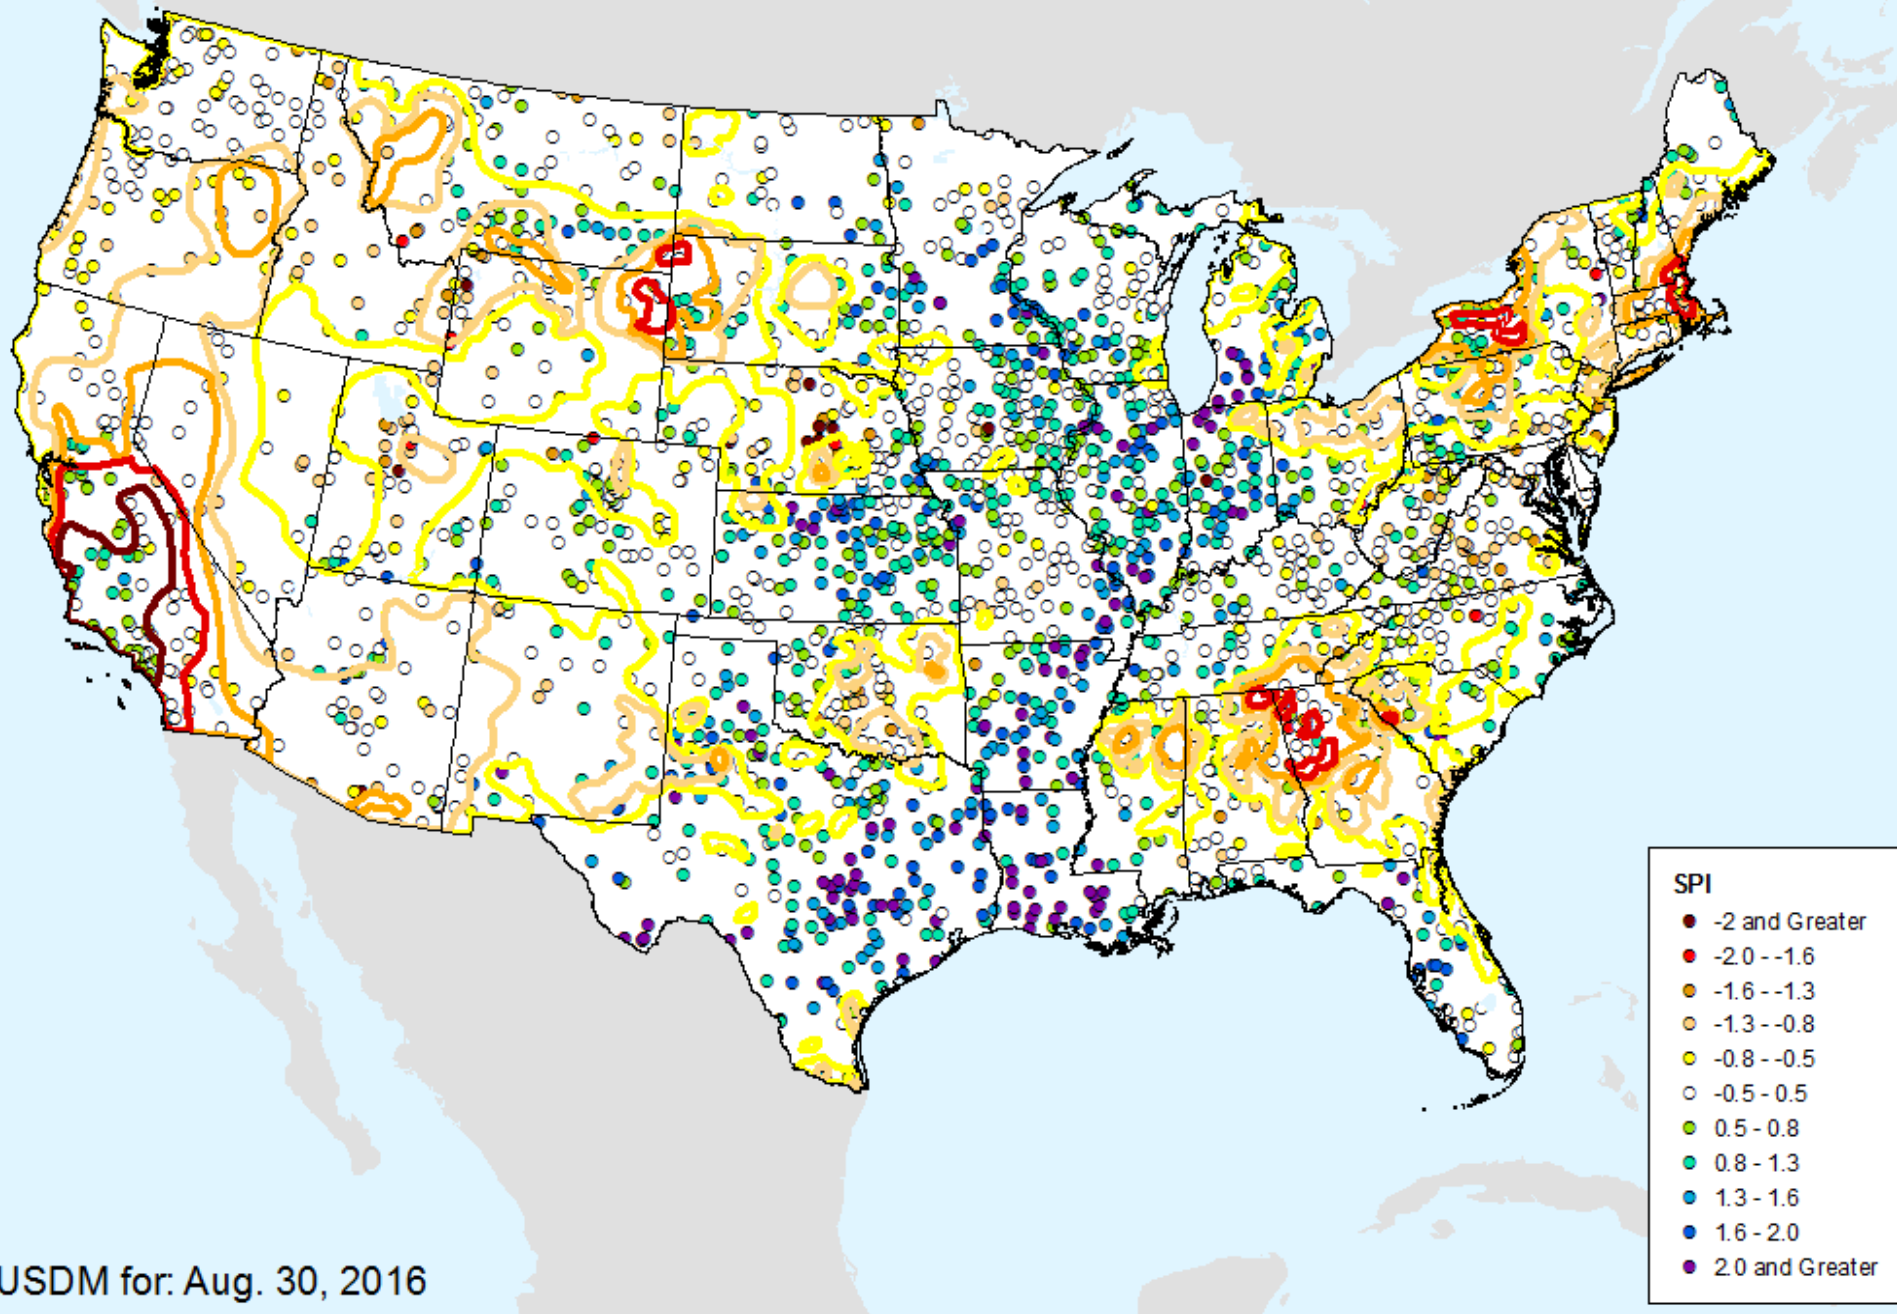 SPI
-2 and Greater
-2.0 - -1.6
-1.6 - -1.3
-1.3 - -0.8
-0.8 - -0.5
-0.5 - 0.5
0.5 - 0.8
0.8 - 1.3
1.3 - 1.6
1.6 - 2.0
2.0 and Greater
USDM for: Aug. 30, 2016